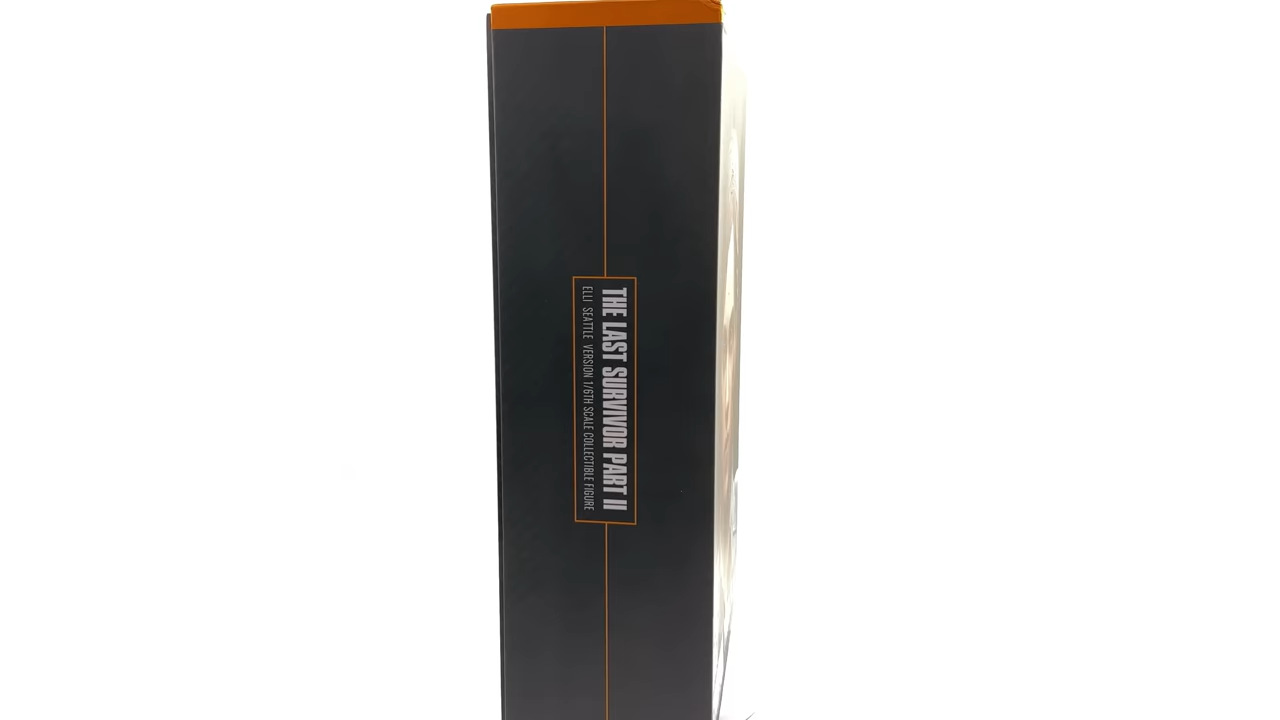 THE LAST SURVIVOR PART II
ELLI SEATTLE VERSION 1/6TH SCALE COLLECTIBLE FIGURE